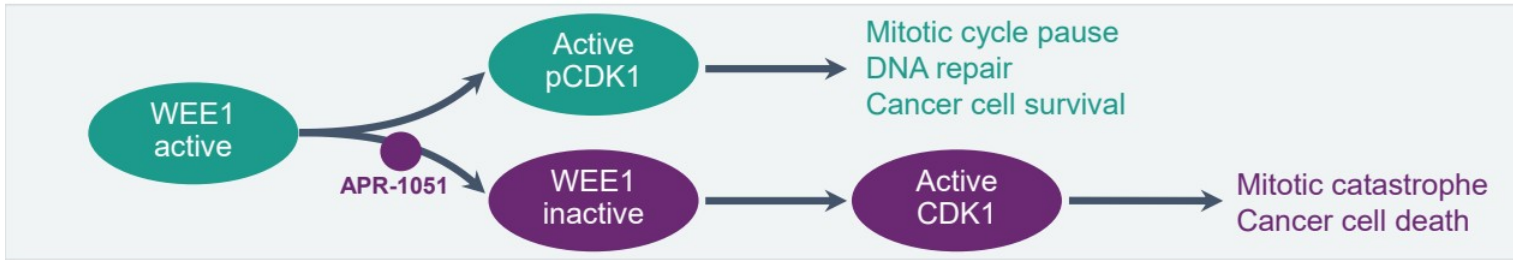 WEE1
active
Active
pCDK1
Mitotic cycle pause
DNA repair
Cancer cell survival
APR-1051
WEE1
inactive
Active
CDK1
Mitotic catastrophe
Cancer cell death